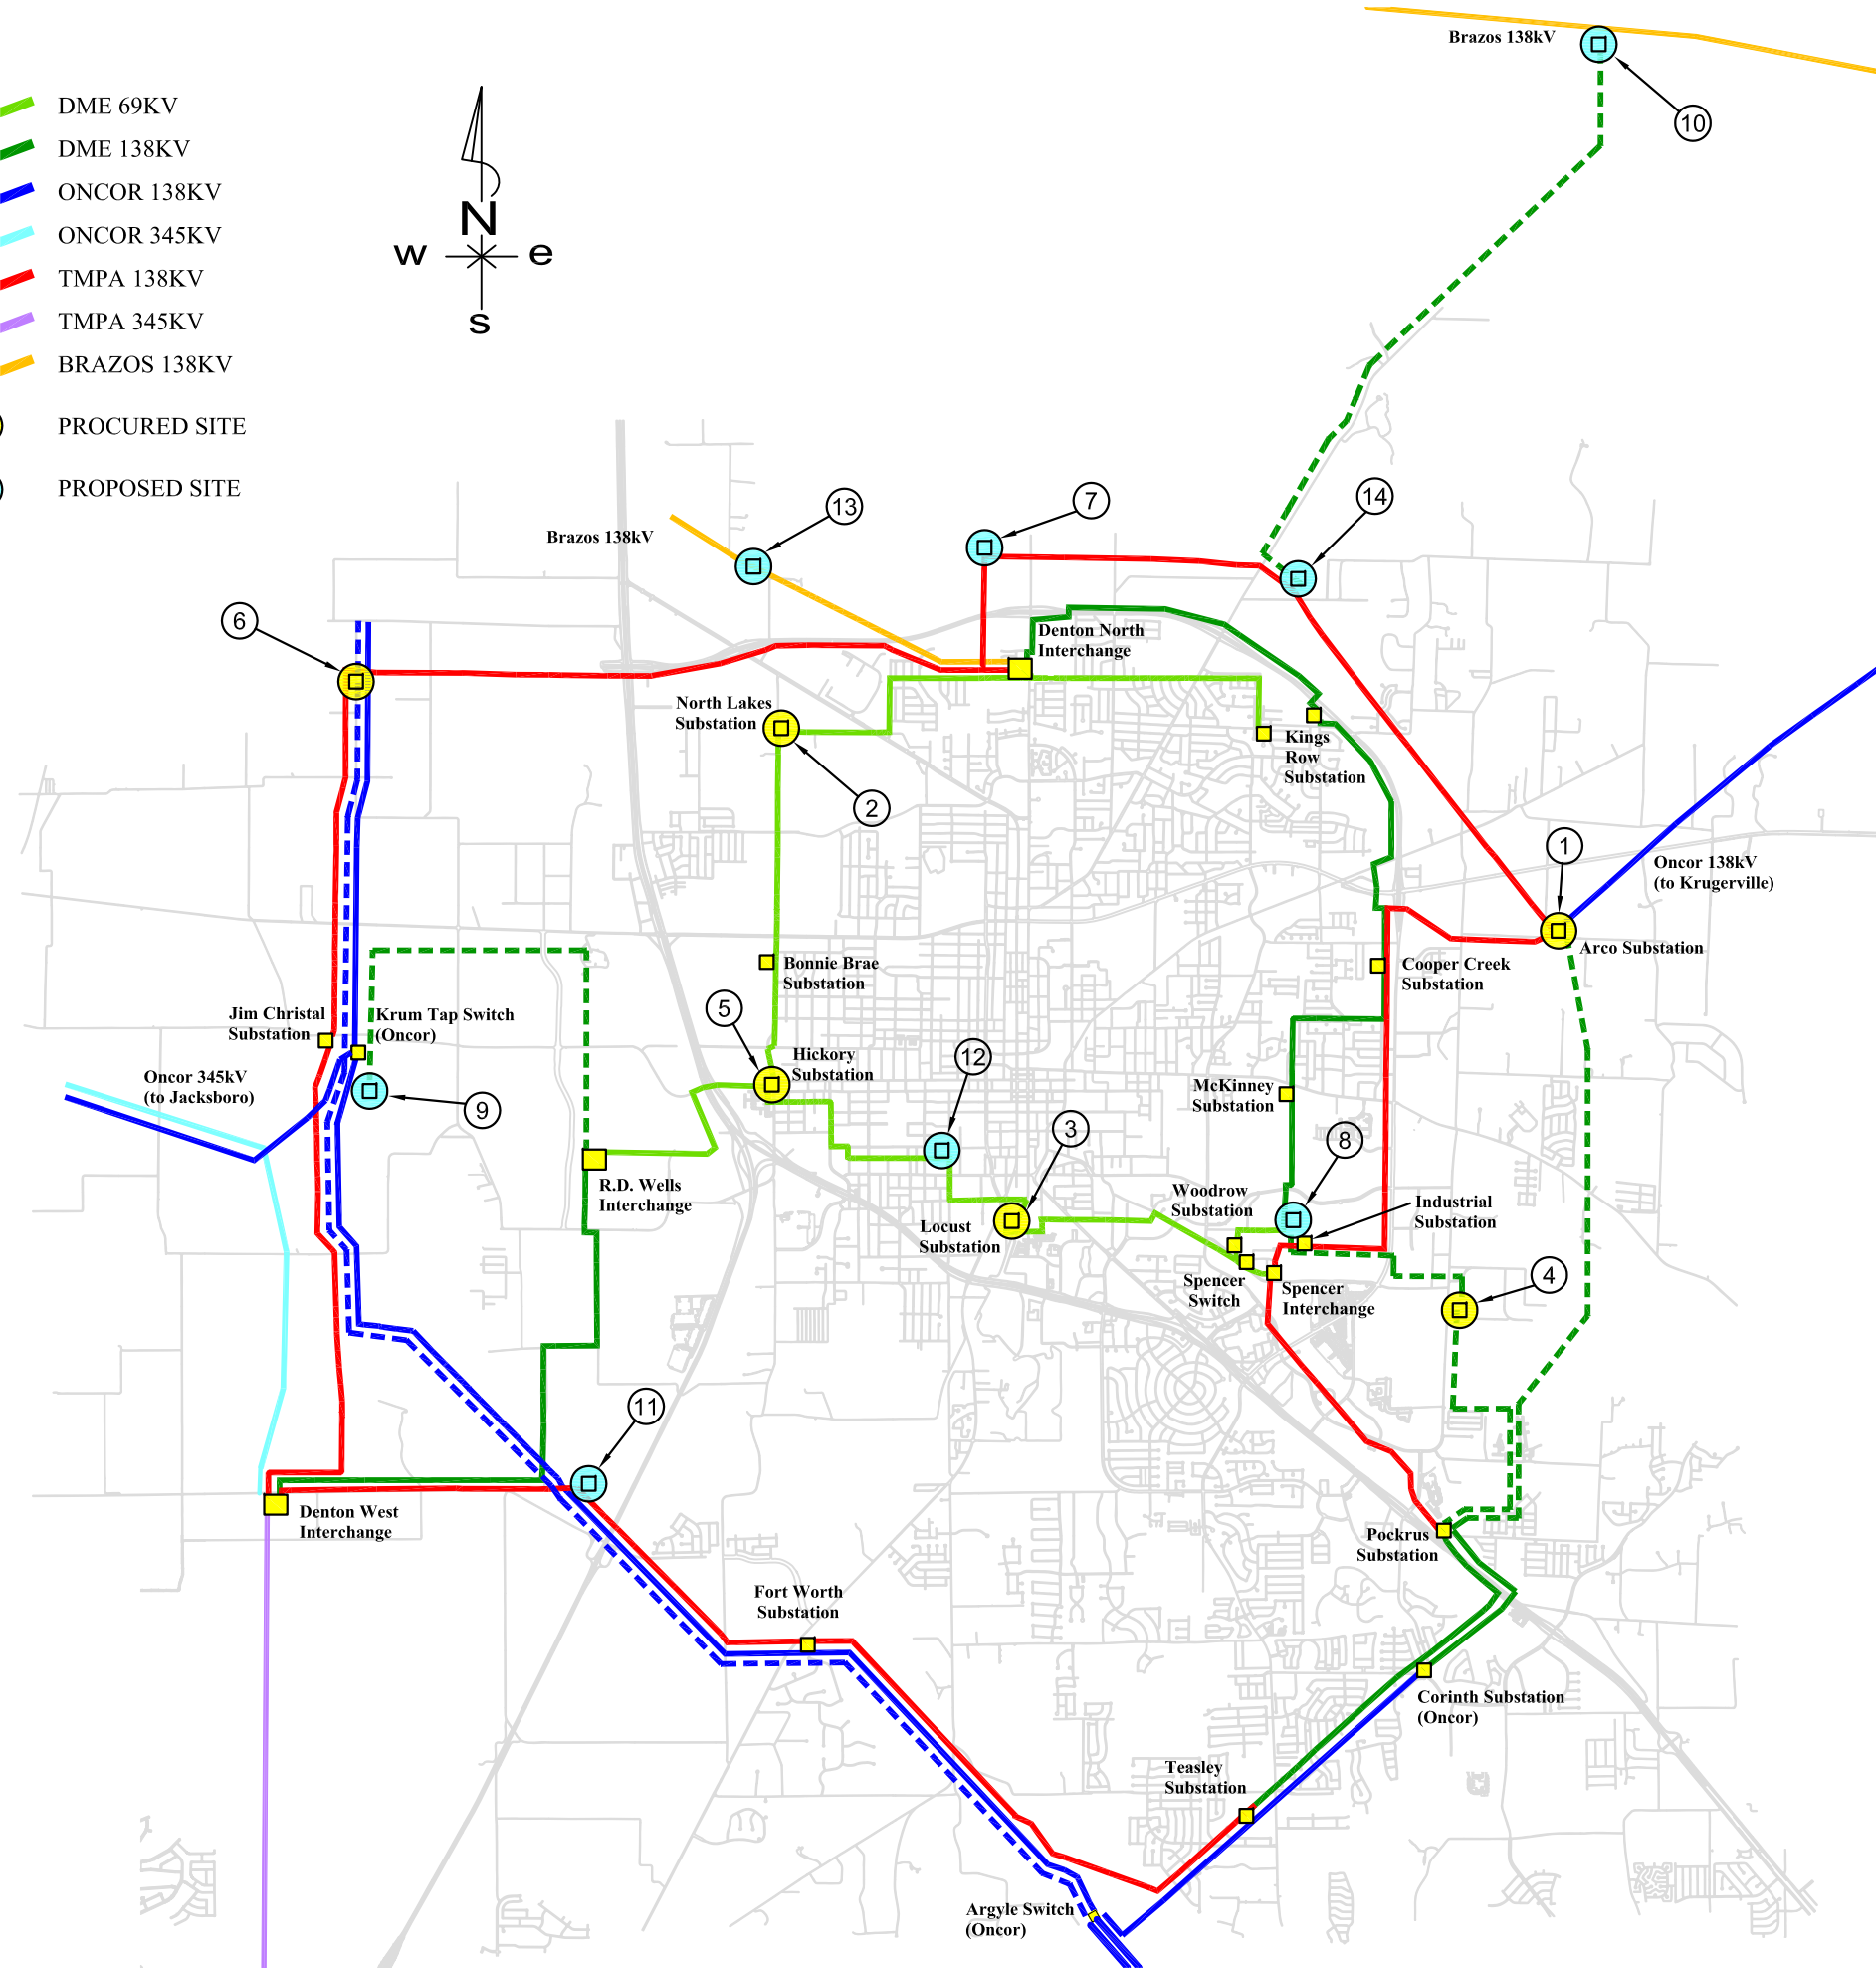 Brazos 138kV
10
DME 69KV
DME 138KV
ONCOR 138KV
ONCOR 345KV
TMPA 138KV
TMPA 345KV
BRAZOS 138KV
PROCURED SITE
PROPOSED SITE
N
w
e
s
13
7
14
Brazos 138kV
6
Denton North
Interchange
North Lakes
Substation
Kings
Row
Substation
2
1
Oncor 138kV
(to Krugerville)
Arco Substation
Bonnie Brae
Substation
Cooper Creek
Substation
Jim Christal
Substation
Krum Tap Switch
(Oncor)
5
Hickory
Substation
12
Oncor 345kV
(to Jacksboro)
9
McKinney
Substation
3
8
R.D. Wells
Interchange
Woodrow
Substation
Industrial
Substation
Locust
Substation
Spencer
Switch
Spencer
Interchange
4
11
Denton West
Interchange
Pockrus
Substation
Fort Worth
Substation
Corinth Substation
(Oncor)
Teasley
Substation
Argyle Switch
(Oncor)